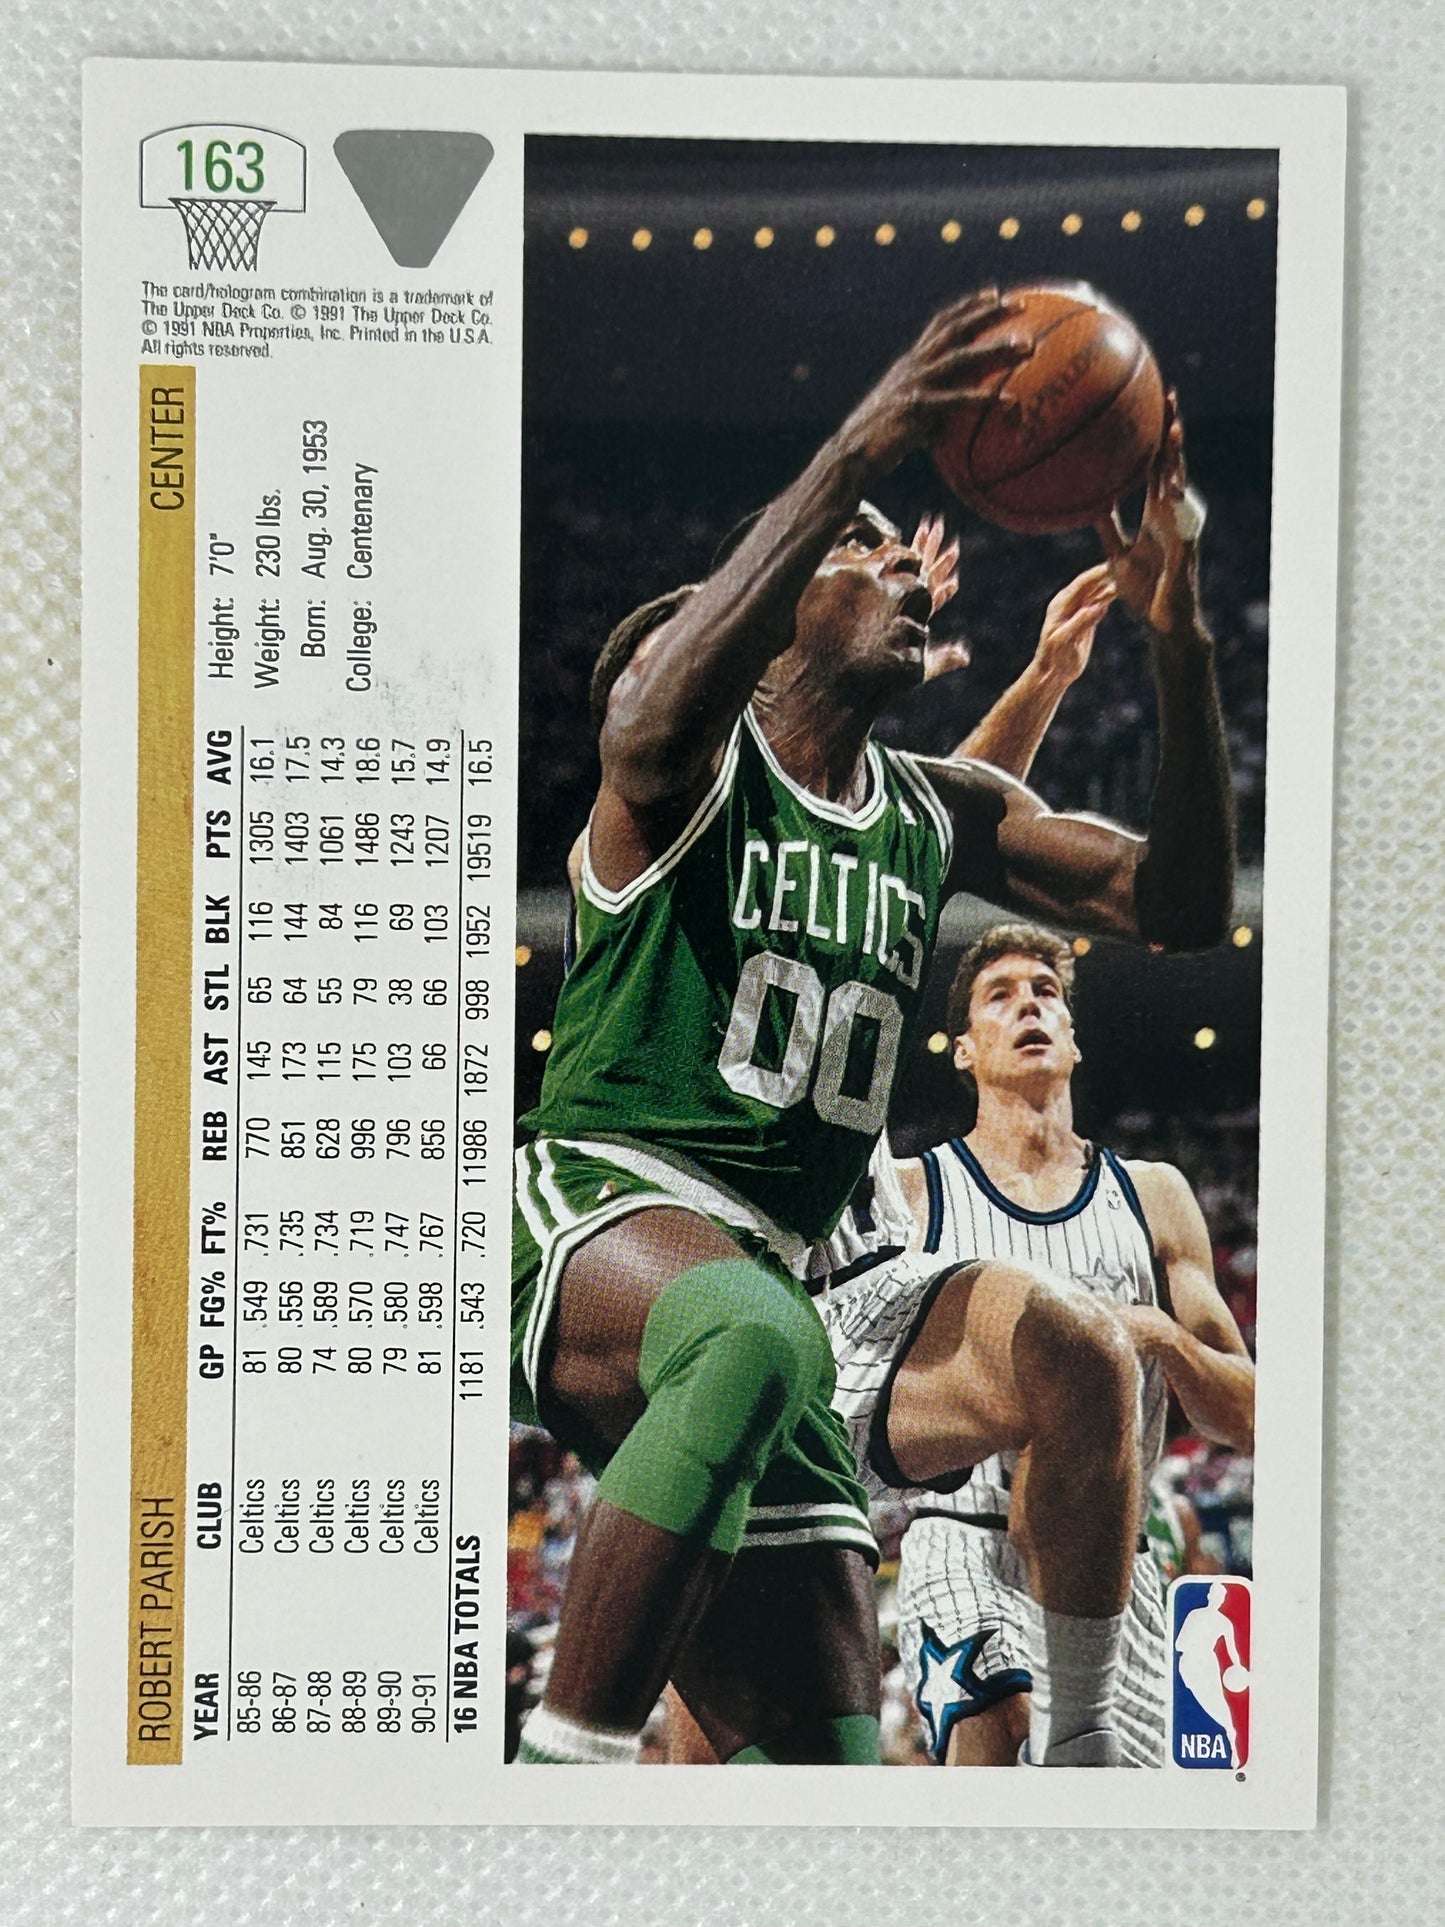 163
The card/hologram combination is a trademark of
The Upper Deck Co. © 1991 The Upper Deck Co.
© 1991 NBA Properties, Inc. Printed in the U.S.A.
All rights reserved.
ROBERT PARISH CENTER
Height: 7'0"
Weight: 230 lbs.
Born: Aug. 30, 1953
College: Centenary
YEAR CLUB GP FG% FT% REB AST STL BLK PTS AVG
85-86 Celtics 81 .549 .731 770 145 65 116 1305 16.1
86-87 Celtics 80 .556 .735 851 173 64 144 1403 17.5
87-88 Celtics 74 .589 .734 628 115 55 84 1061 14.3
88-89 Celtics 80 .570 .719 996 175 79 116 1486 18.6
89-90 Celtics 79 .580 .747 796 103 38 69 1243 15.7
90-91 Celtics 81 .598 .767 856 66 66 103 1207 14.9
16 NBA TOTALS 1181 .543 .720 11986 1872 998 1952 19519 16.5
SPALDING
CELTICS
00
NBA
®